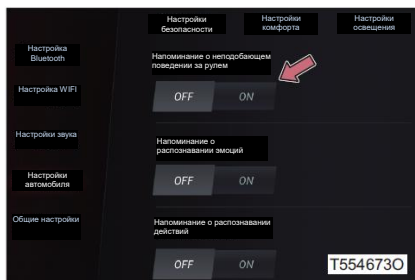 Настройки
безопасности
Настройки
комфорта
Настройки
освещения
Настройка
Bluetooth
Настройка WIFI
Настройки звука
Настройки
автомобиля
Общие настройки
Напоминание о неподобающем
поведении за рулем
OFF ON
Напоминание о
распознавании эмоций
OFF ON
Напоминание о распознавании
действий
OFF ON
T554673O